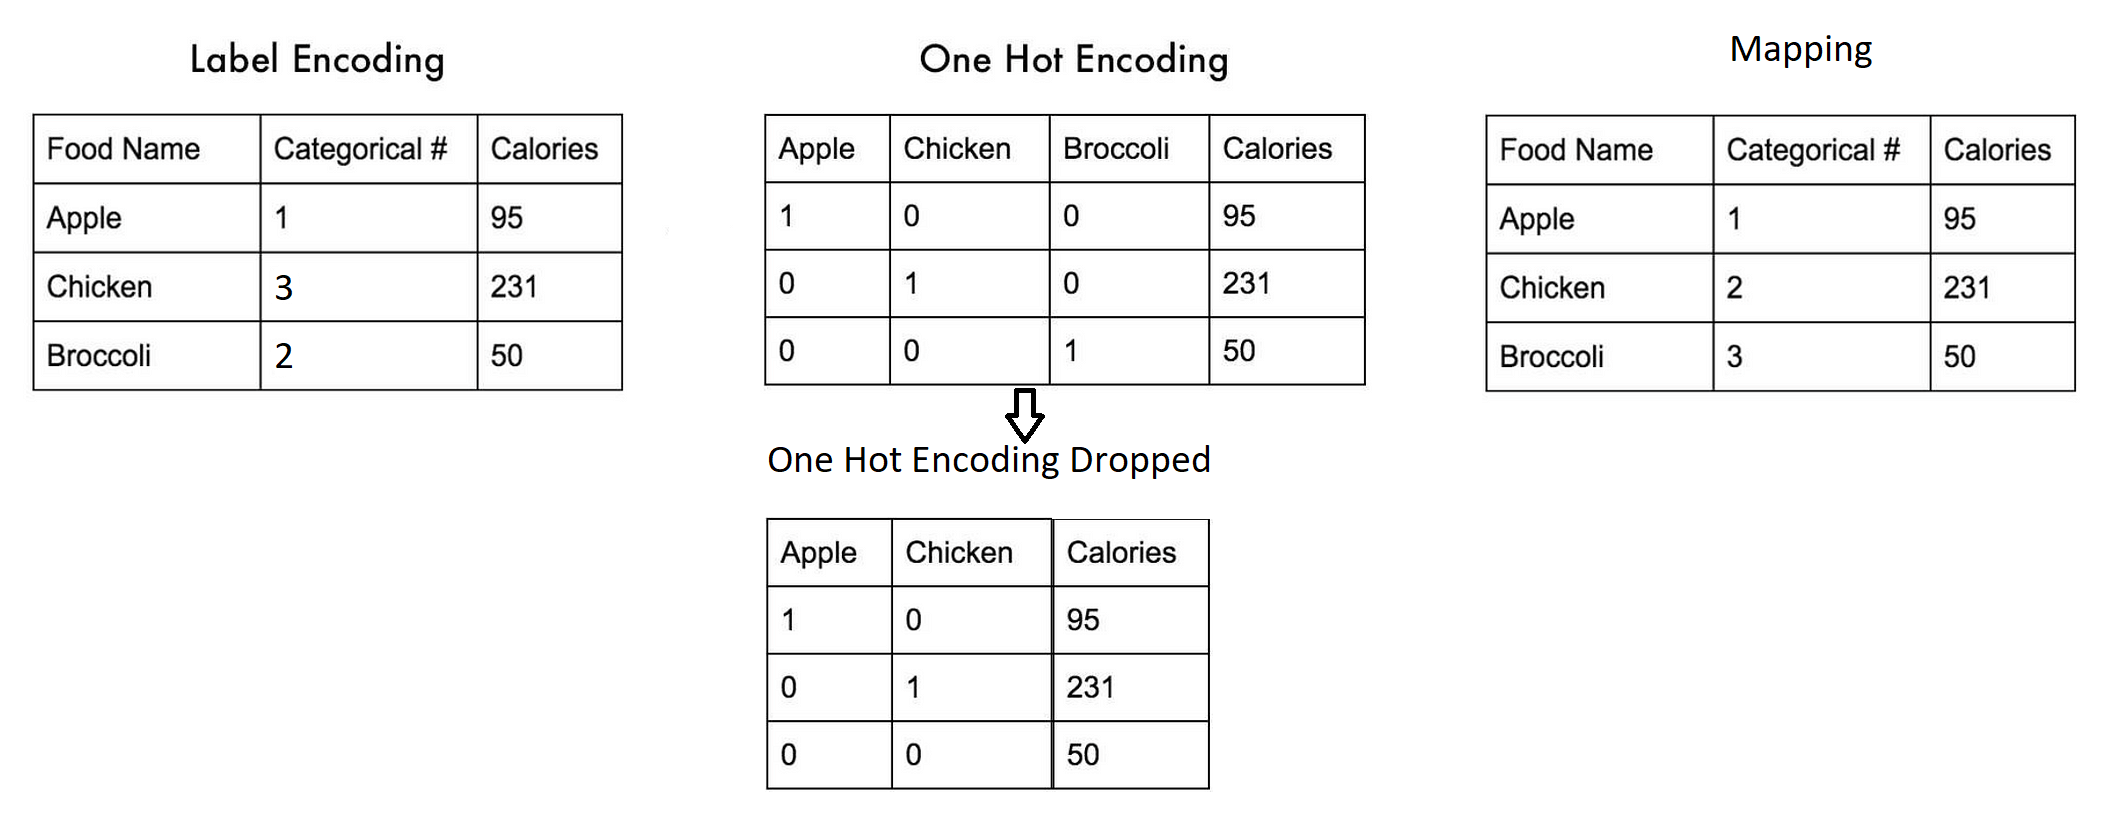 Label Encoding
Food Name Categorical # Calories
Apple 1 95
Chicken 3 231
Broccoli 2 50
One Hot Encoding
Apple Chicken Broccoli Calories
1 0 0 95
0 1 0 231
0 0 1 50
One Hot Encoding Dropped
Apple Chicken Calories
1 0 95
0 1 231
0 0 50
Mapping
Food Name Categorical # Calories
Apple 1 95
Chicken 2 231
Broccoli 3 50